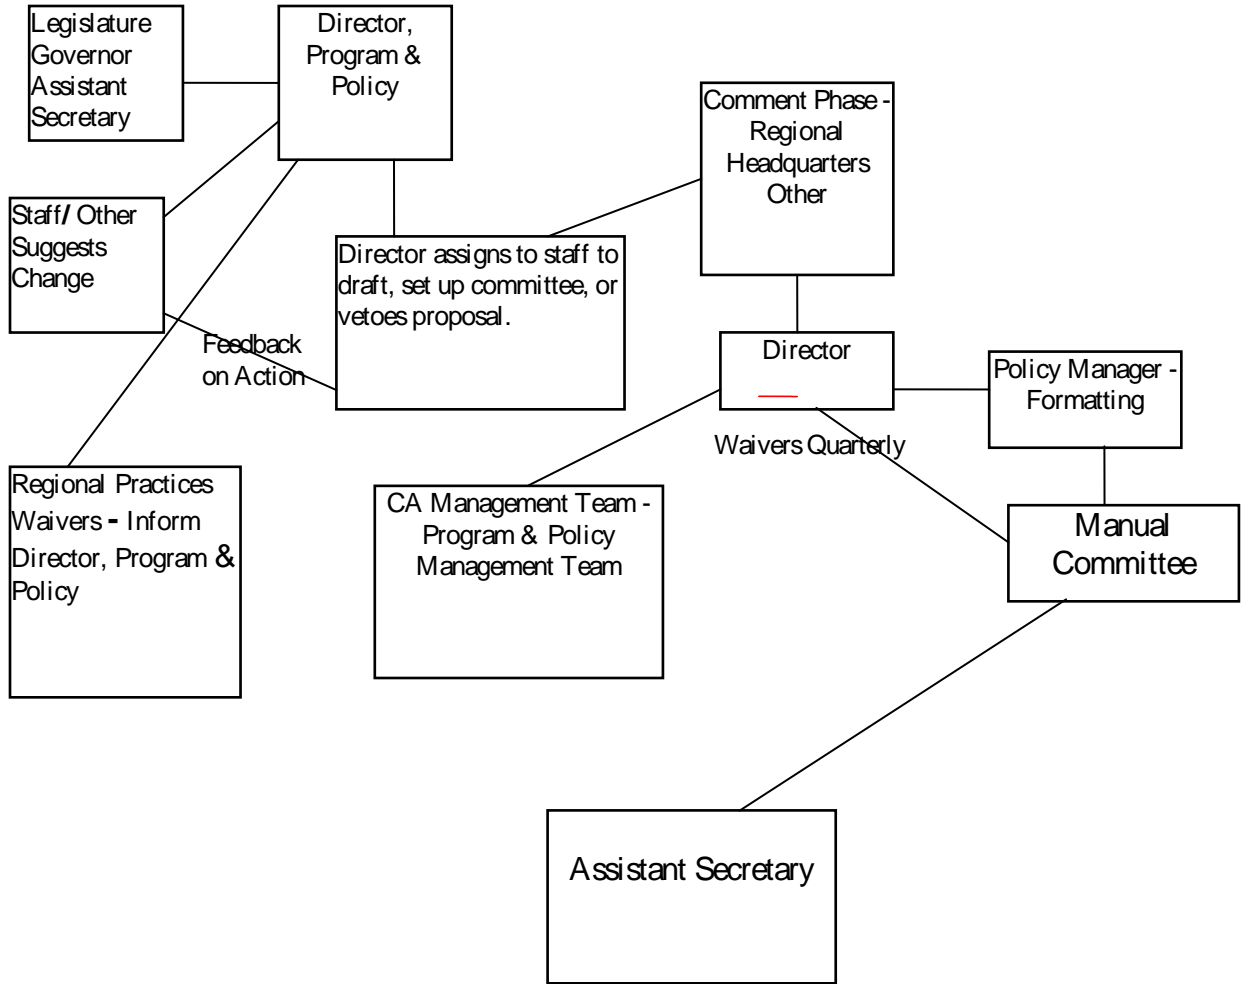 Legislature
Governor
Assistant
Secretary
Director,
Program &
Policy
Comment Phase -
Regional
Headquarters
Other
Staff/ Other
Suggests
Change
Director assigns to staff to
draft, set up committee, or
vetoes proposal.
Feedback
on Action
Director
Policy Manager -
Formatting
Waivers Quarterly
Regional Practices
Waivers - Inform
Director, Program &
Policy
CA Management Team -
Program & Policy
Management Team
Manual
Committee
Assistant Secretary